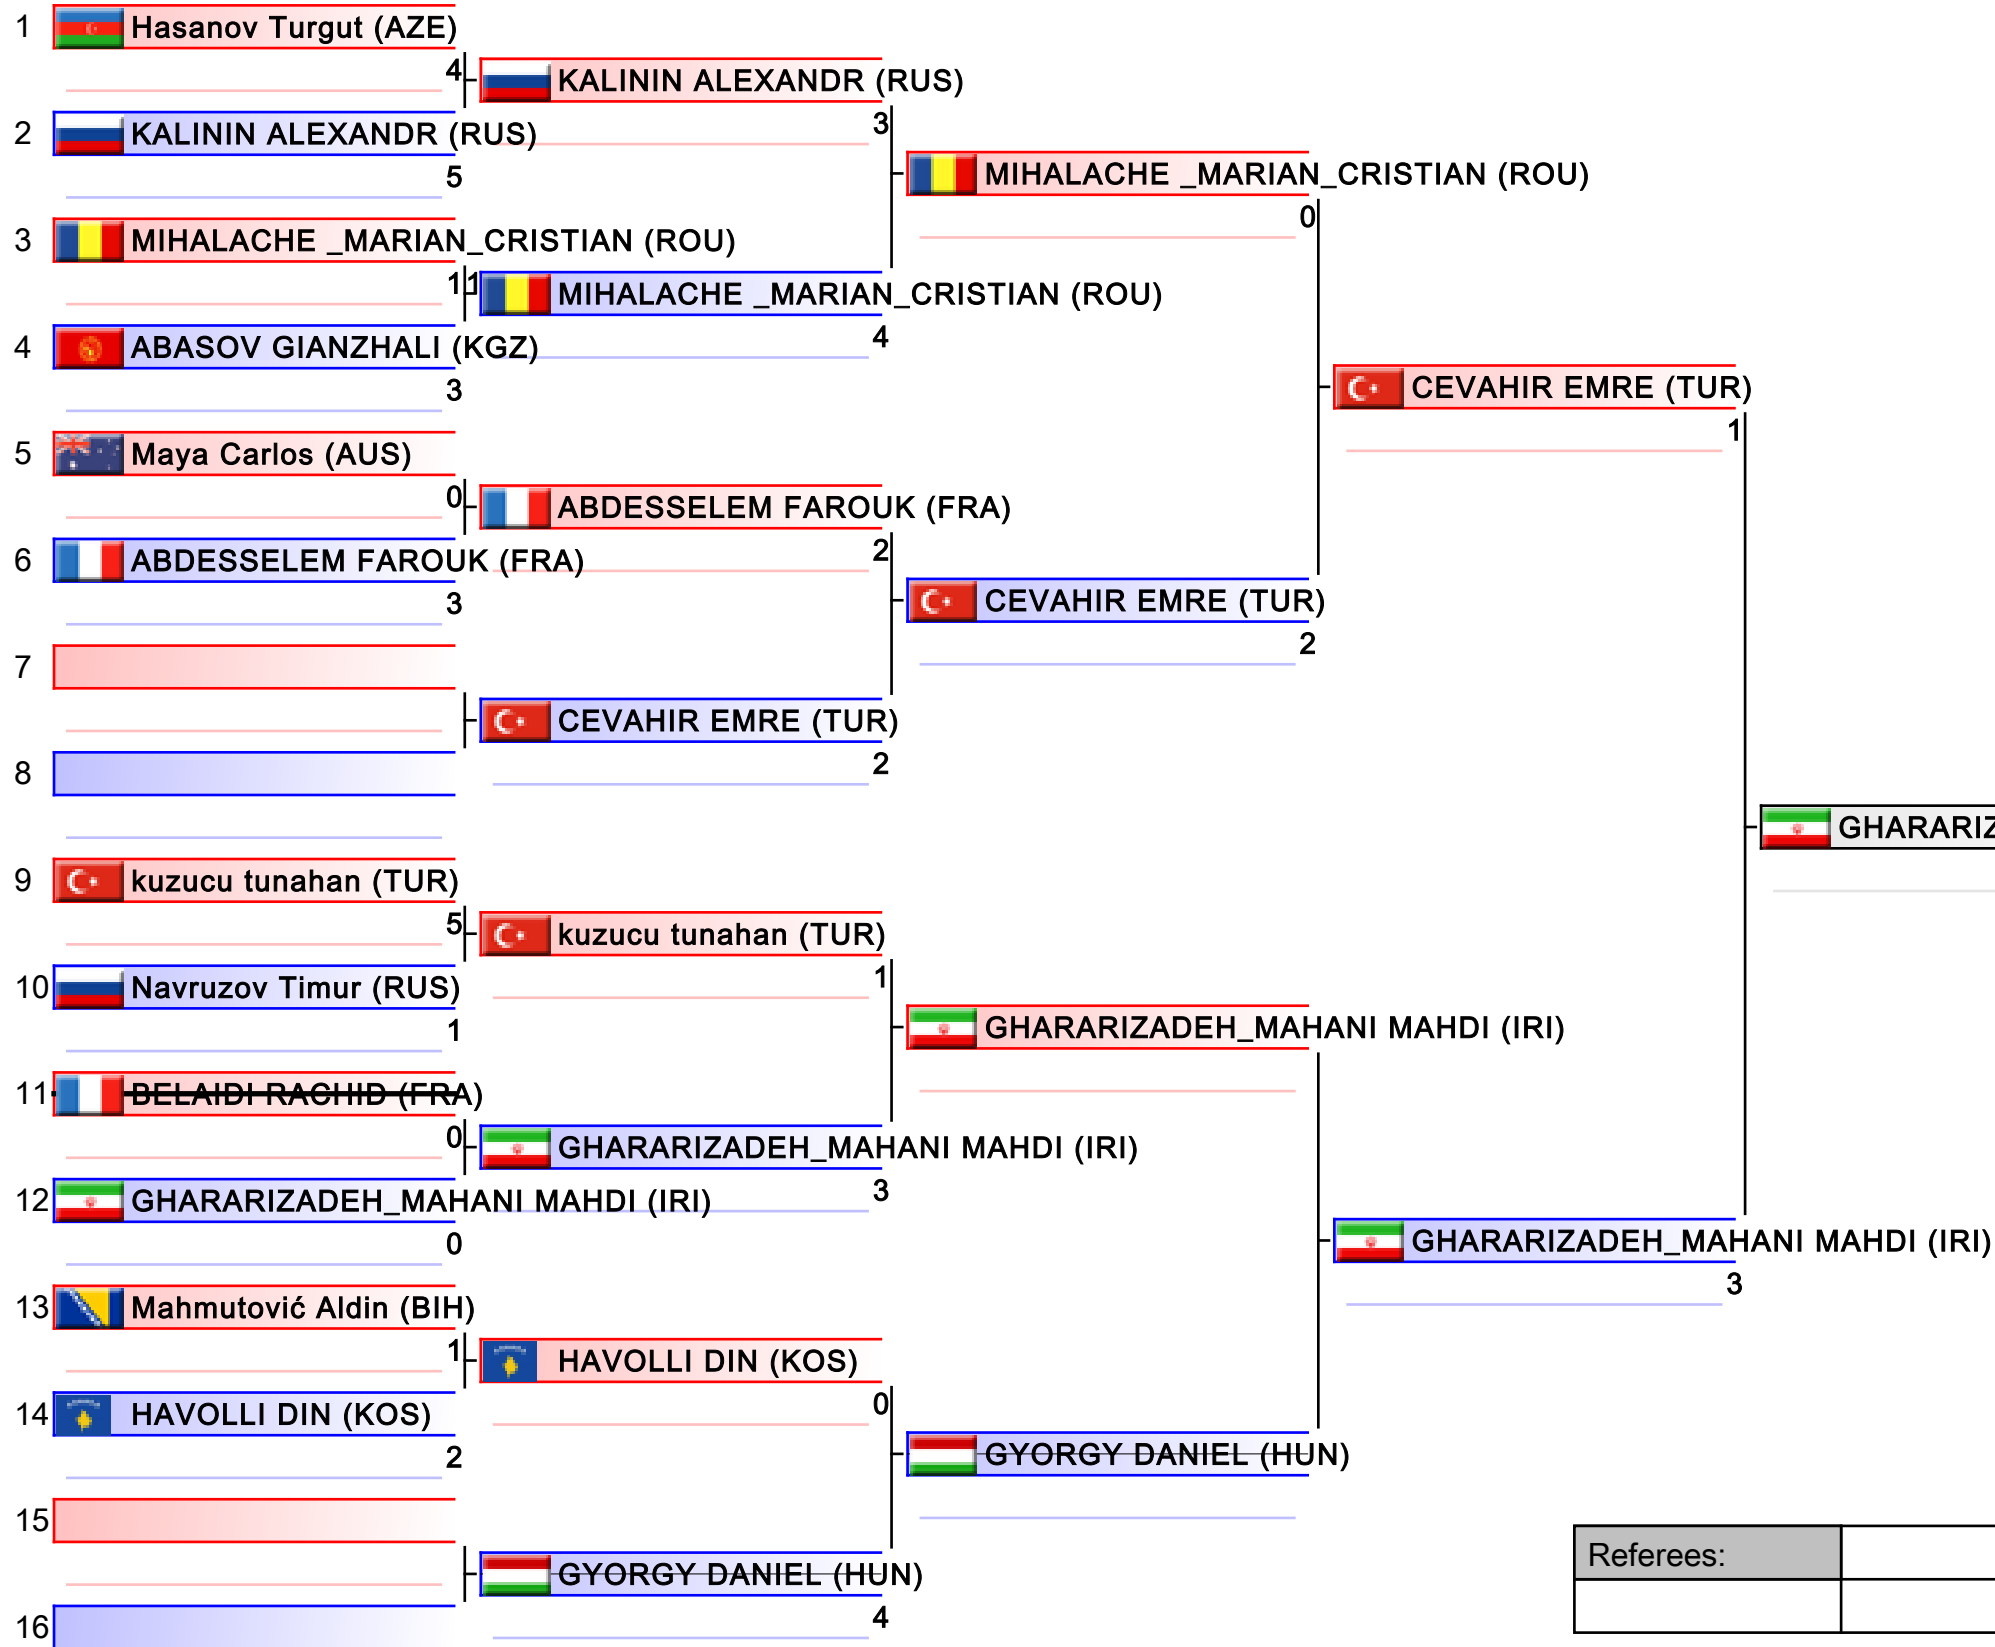 1 Hasanov Turgut (AZE)
4 KALININ ALEXANDR (RUS)
2 KALININ ALEXANDR (RUS)
3
5
MIHALACHE _MARIAN_CRISTIAN (ROU)
0
3 MIHALACHE _MARIAN_CRISTIAN (ROU)
11 MIHALACHE _MARIAN_CRISTIAN (ROU)
4
4 ABASOV GIANZHALI (KGZ)
3
CEVAHIR EMRE (TUR)
1
5 Maya Carlos (AUS)
0 ABDESSELEM FAROUK (FRA)
2
6 ABDESSELEM FAROUK (FRA)
3
CEVAHIR EMRE (TUR)
2
7
CEVAHIR EMRE (TUR)
2
8
GHARARIZ
9 kuzucu tunahan (TUR)
5 kuzucu tunahan (TUR)
1
10 Navruzov Timur (RUS)
1
GHARARIZADEH_MAHANI MAHDI (IRI)
11 BELAIDI RACHID (FRA)
0 GHARARIZADEH_MAHANI MAHDI (IRI)
3
12 GHARARIZADEH_MAHANI MAHDI (IRI)
0
GHARARIZADEH_MAHANI MAHDI (IRI)
3
13 Mahmutović Aldin (BIH)
1 HAVOLLI DIN (KOS)
0
14 HAVOLLI DIN (KOS)
2
GYORGY DANIEL (HUN)
15
GYORGY DANIEL (HUN)
4
16
Referees: